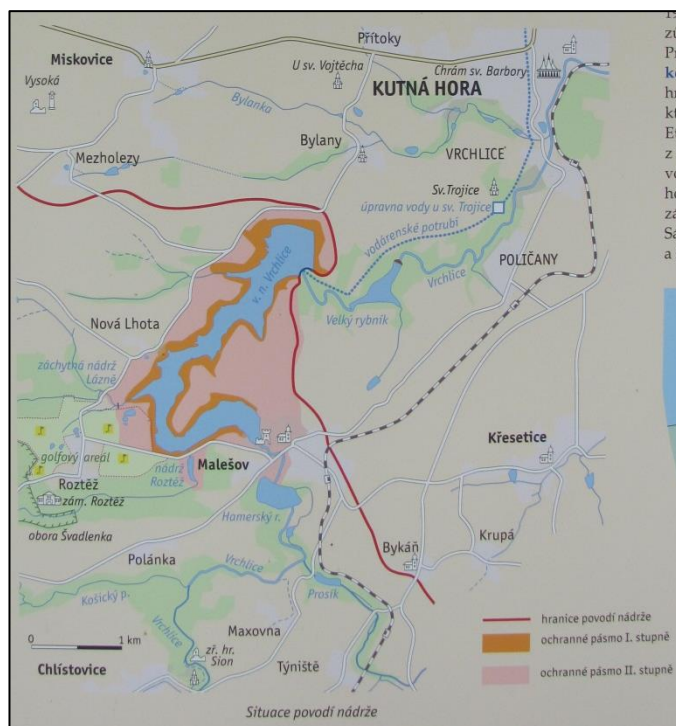 Přítoky
Miskovice
U sv. Vojtěcha
Chrám sv. Barbory
Vysoká
KUTNÁ HORA
Bylanka
Bylany
VRCHLICE
Mezholezy
Sv. Trojice
úpravna vody u sv. Trojice
vodárenské potrubí
v. n. Vrchlice
Vrchlice
POLIČANY
Velký rybník
Nová Lhota
záchytná nádrž
Lázně
golfový areál
Malešov
Křesetice
nádrž
Roztěž
Roztěž
zám. Roztěž
Hamerský r.
obora Švadlenka
Krupá
Bykáň
Polánka
Vrchlice
Košický p.
Prosík
Vrchlice
Maxovna
0 1 km
zř. hr.
Sion
Chlístovice
Týniště
hranice povodí nádrže
ochranné pásmo I. stupně
ochranné pásmo II. stupně
Situace povodí nádrže